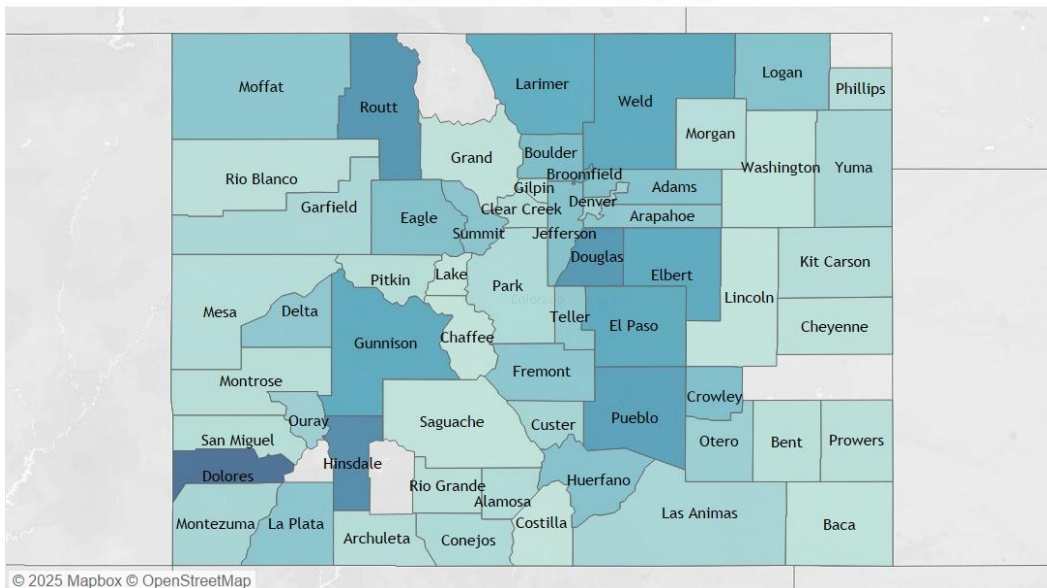 Moffat
Routt
Larimer
Weld
Logan
Phillips
Morgan
Grand
Boulder
Broomfield
Washington
Yuma
Rio Blanco
Gilpin
Adams
Garfield
Eagle
Clear Creek
Denver
Arapahoe
Summit
Jefferson
Douglas
Elbert
Kit Carson
Pitkin
Lake
Park
Colorado
Lincoln
Mesa
Delta
Teller
El Paso
Cheyenne
Gunnison
Chaffee
Fremont
Montrose
Crowley
Ouray
Saguache
Custer
Pueblo
San Miguel
Otero
Bent
Prowers
Hinsdale
Dolores
Rio Grande
Alamosa
Huerfano
Montezuma
La Plata
Costilla
Las Animas
Baca
Archuleta
Conejos
© 2025 Mapbox © OpenStreetMap